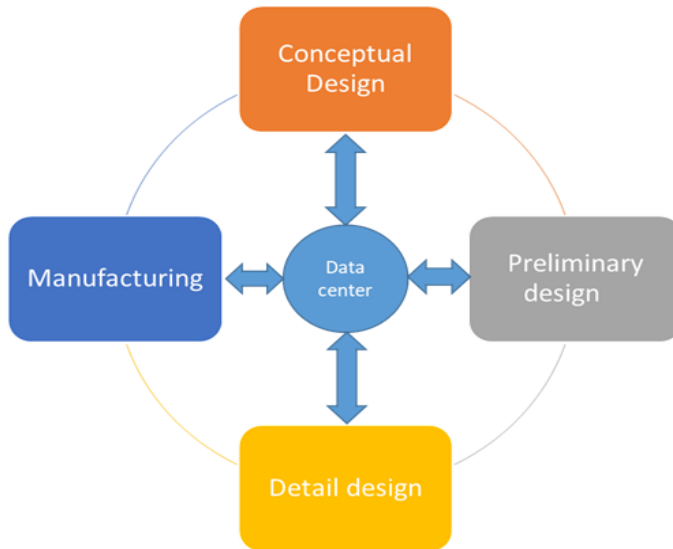 Conceptual
Design
Manufacturing
Data
center
Preliminary
design
Detail design